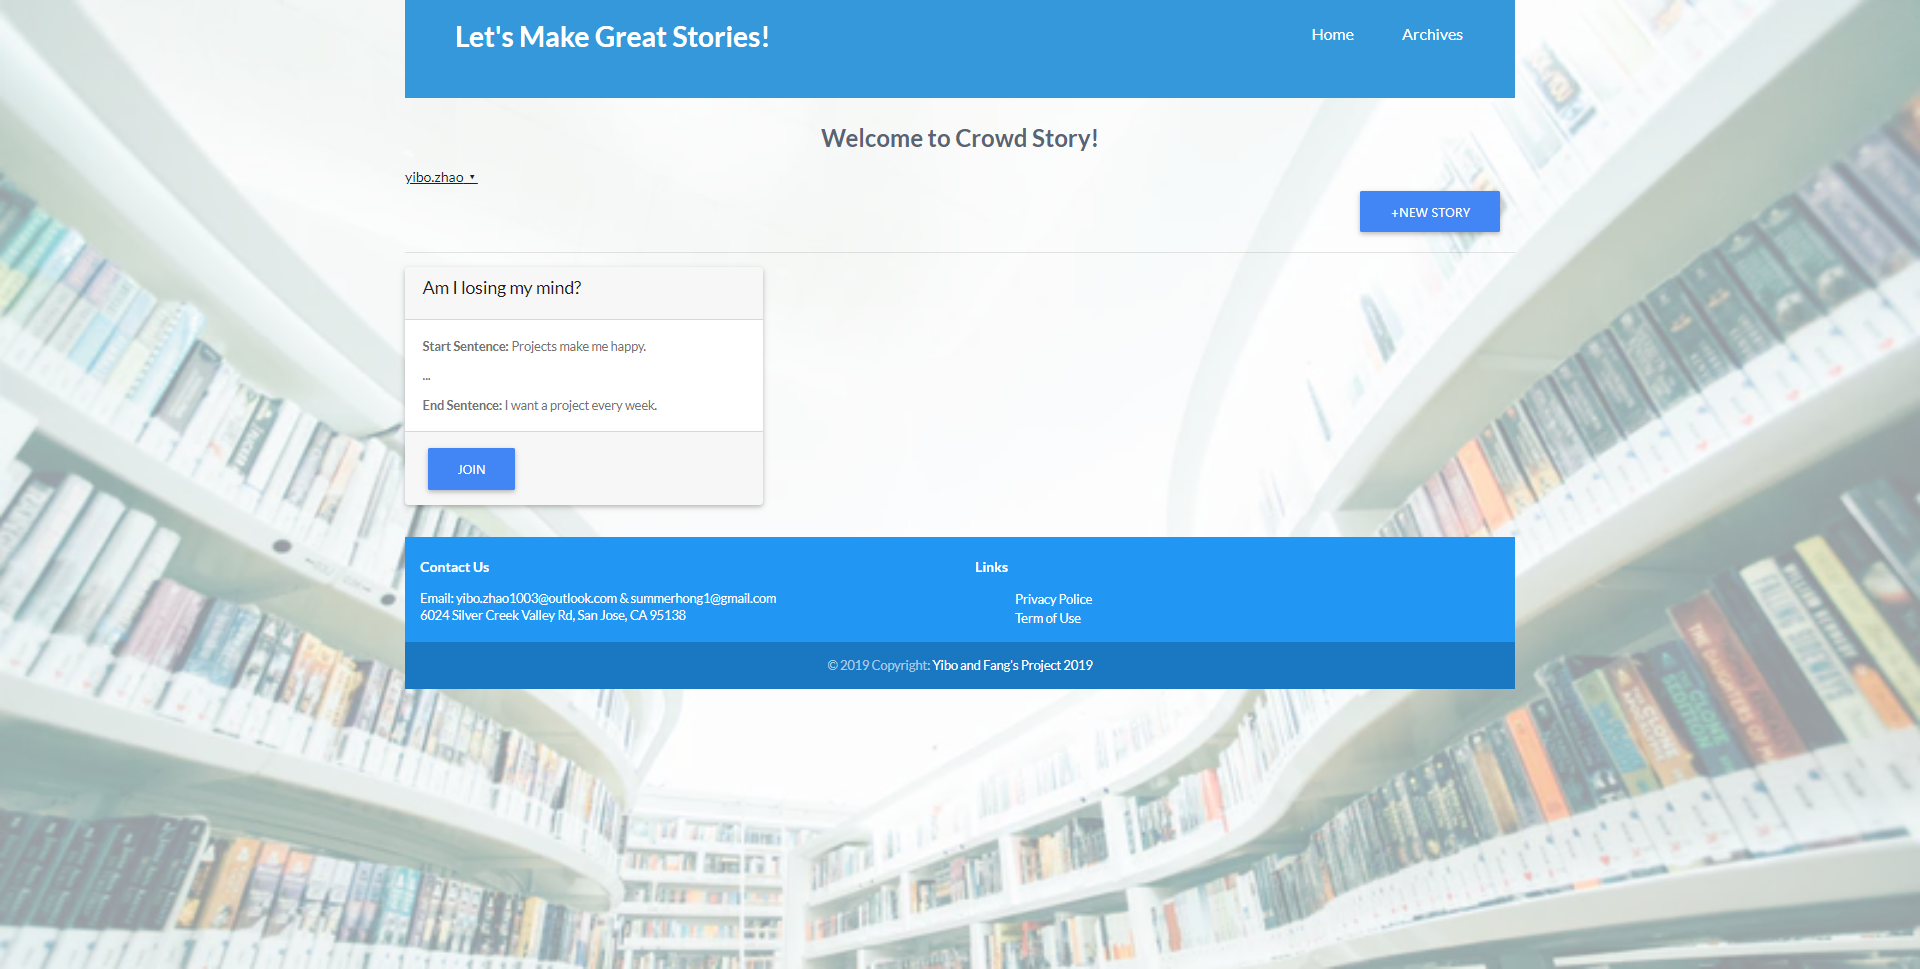 Let's Make Great Stories!
Home
Archives
Welcome to Crowd Story!
yibo.zhao
+NEW STORY
Am I losing my mind?
Start Sentence: Projects make me happy.
...
End Sentence: I want a project every week.
JOIN
Contact Us
Email: yibo.zhao1003@outlook.com & summerhong1@gmail.com
6024 Silver Creek Valley Rd, San Jose, CA 95138
Links
Privacy Police
Term of Use
© 2019 Copyright: Yibo and Fang's Project 2019